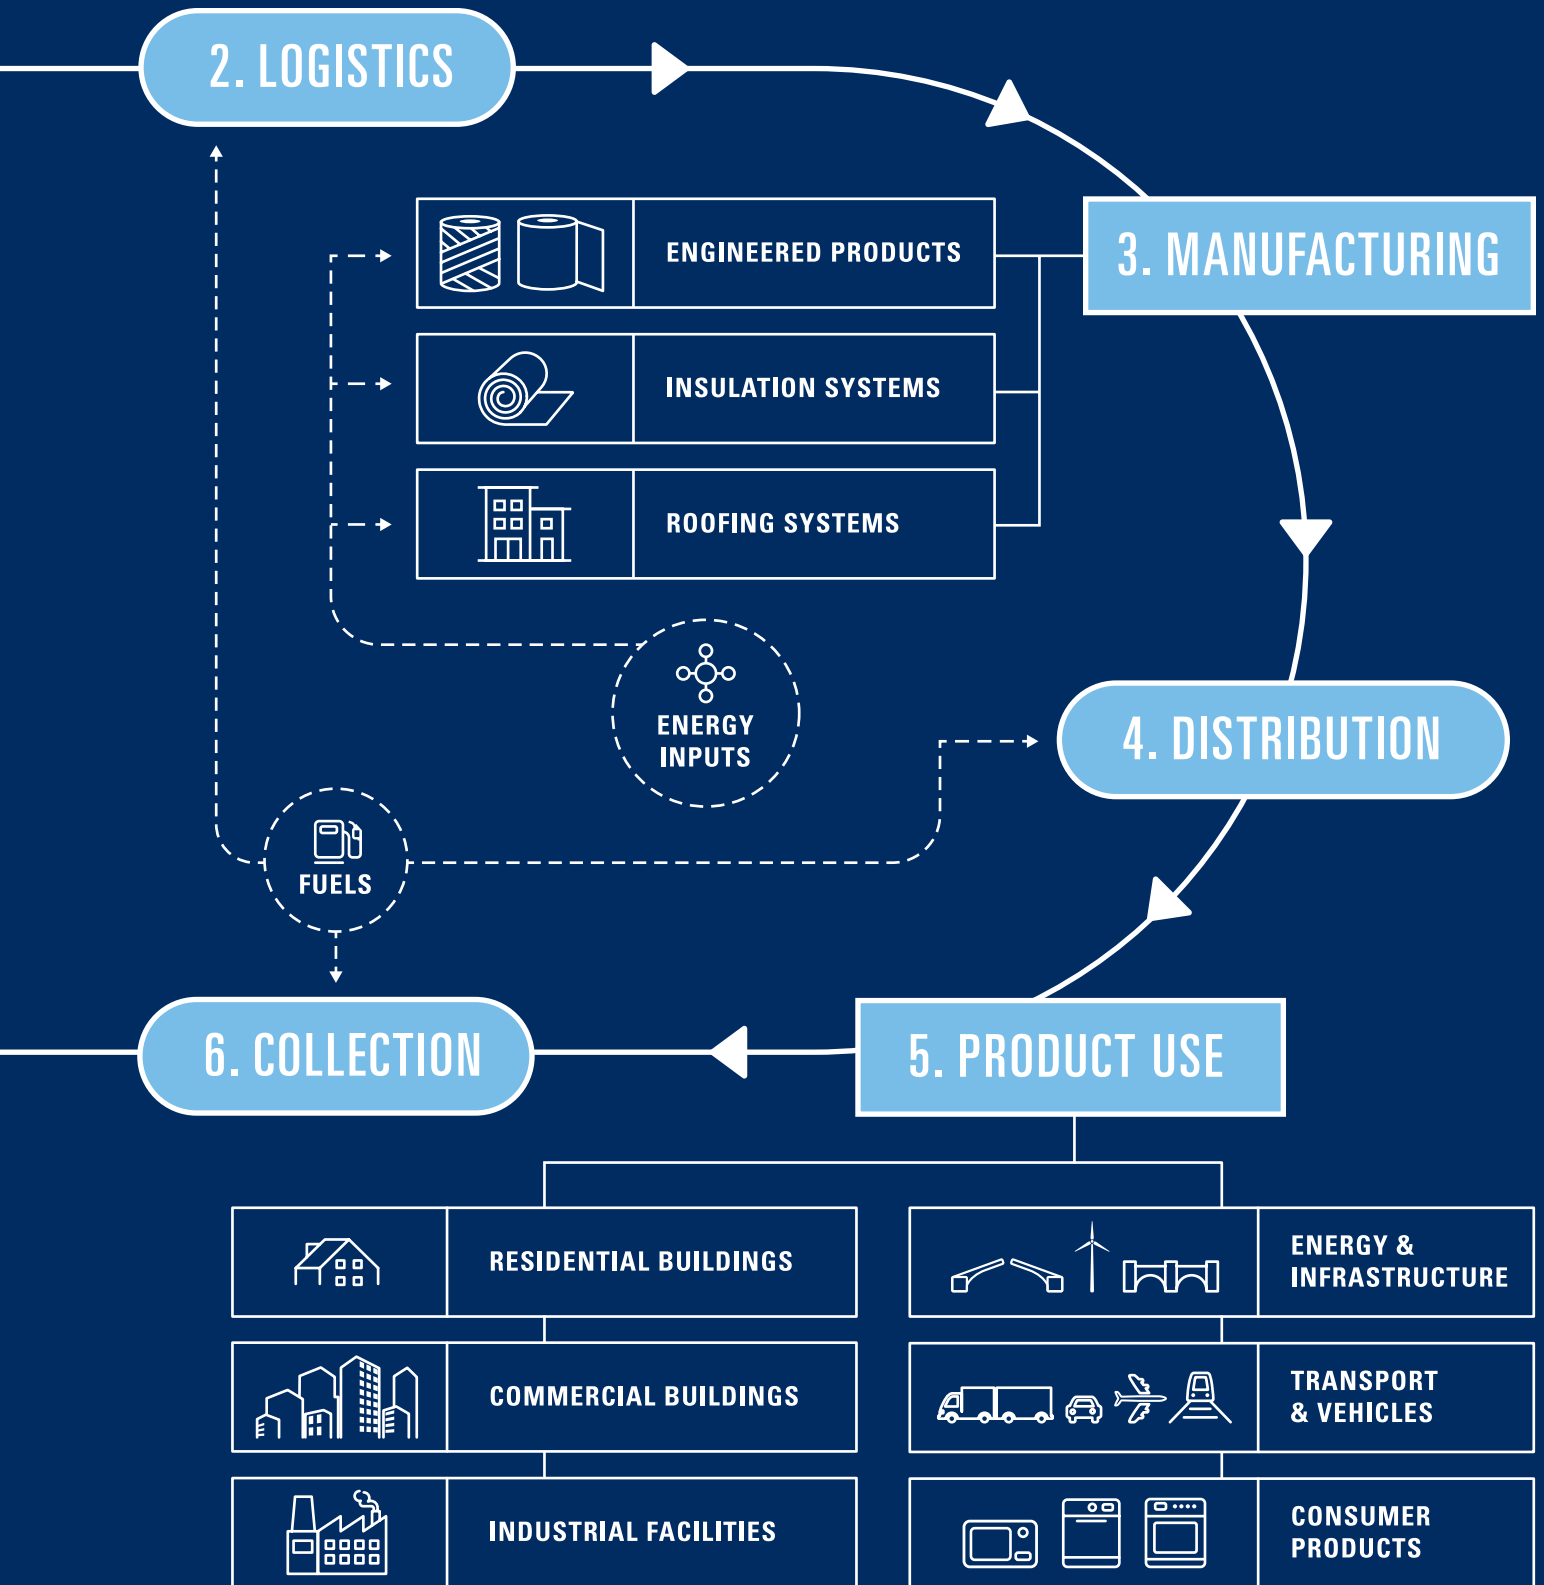 2. LOGISTICS
3. MANUFACTURING
ENGINEERED PRODUCTS
INSULATION SYSTEMS
ROOFING SYSTEMS
ENERGY
INPUTS
4. DISTRIBUTION
FUELS
6. COLLECTION
5. PRODUCT USE
RESIDENTIAL BUILDINGS
COMMERCIAL BUILDINGS
INDUSTRIAL FACILITIES
ENERGY &
INFRASTRUCTURE
TRANSPORT
& VEHICLES
CONSUMER
PRODUCTS